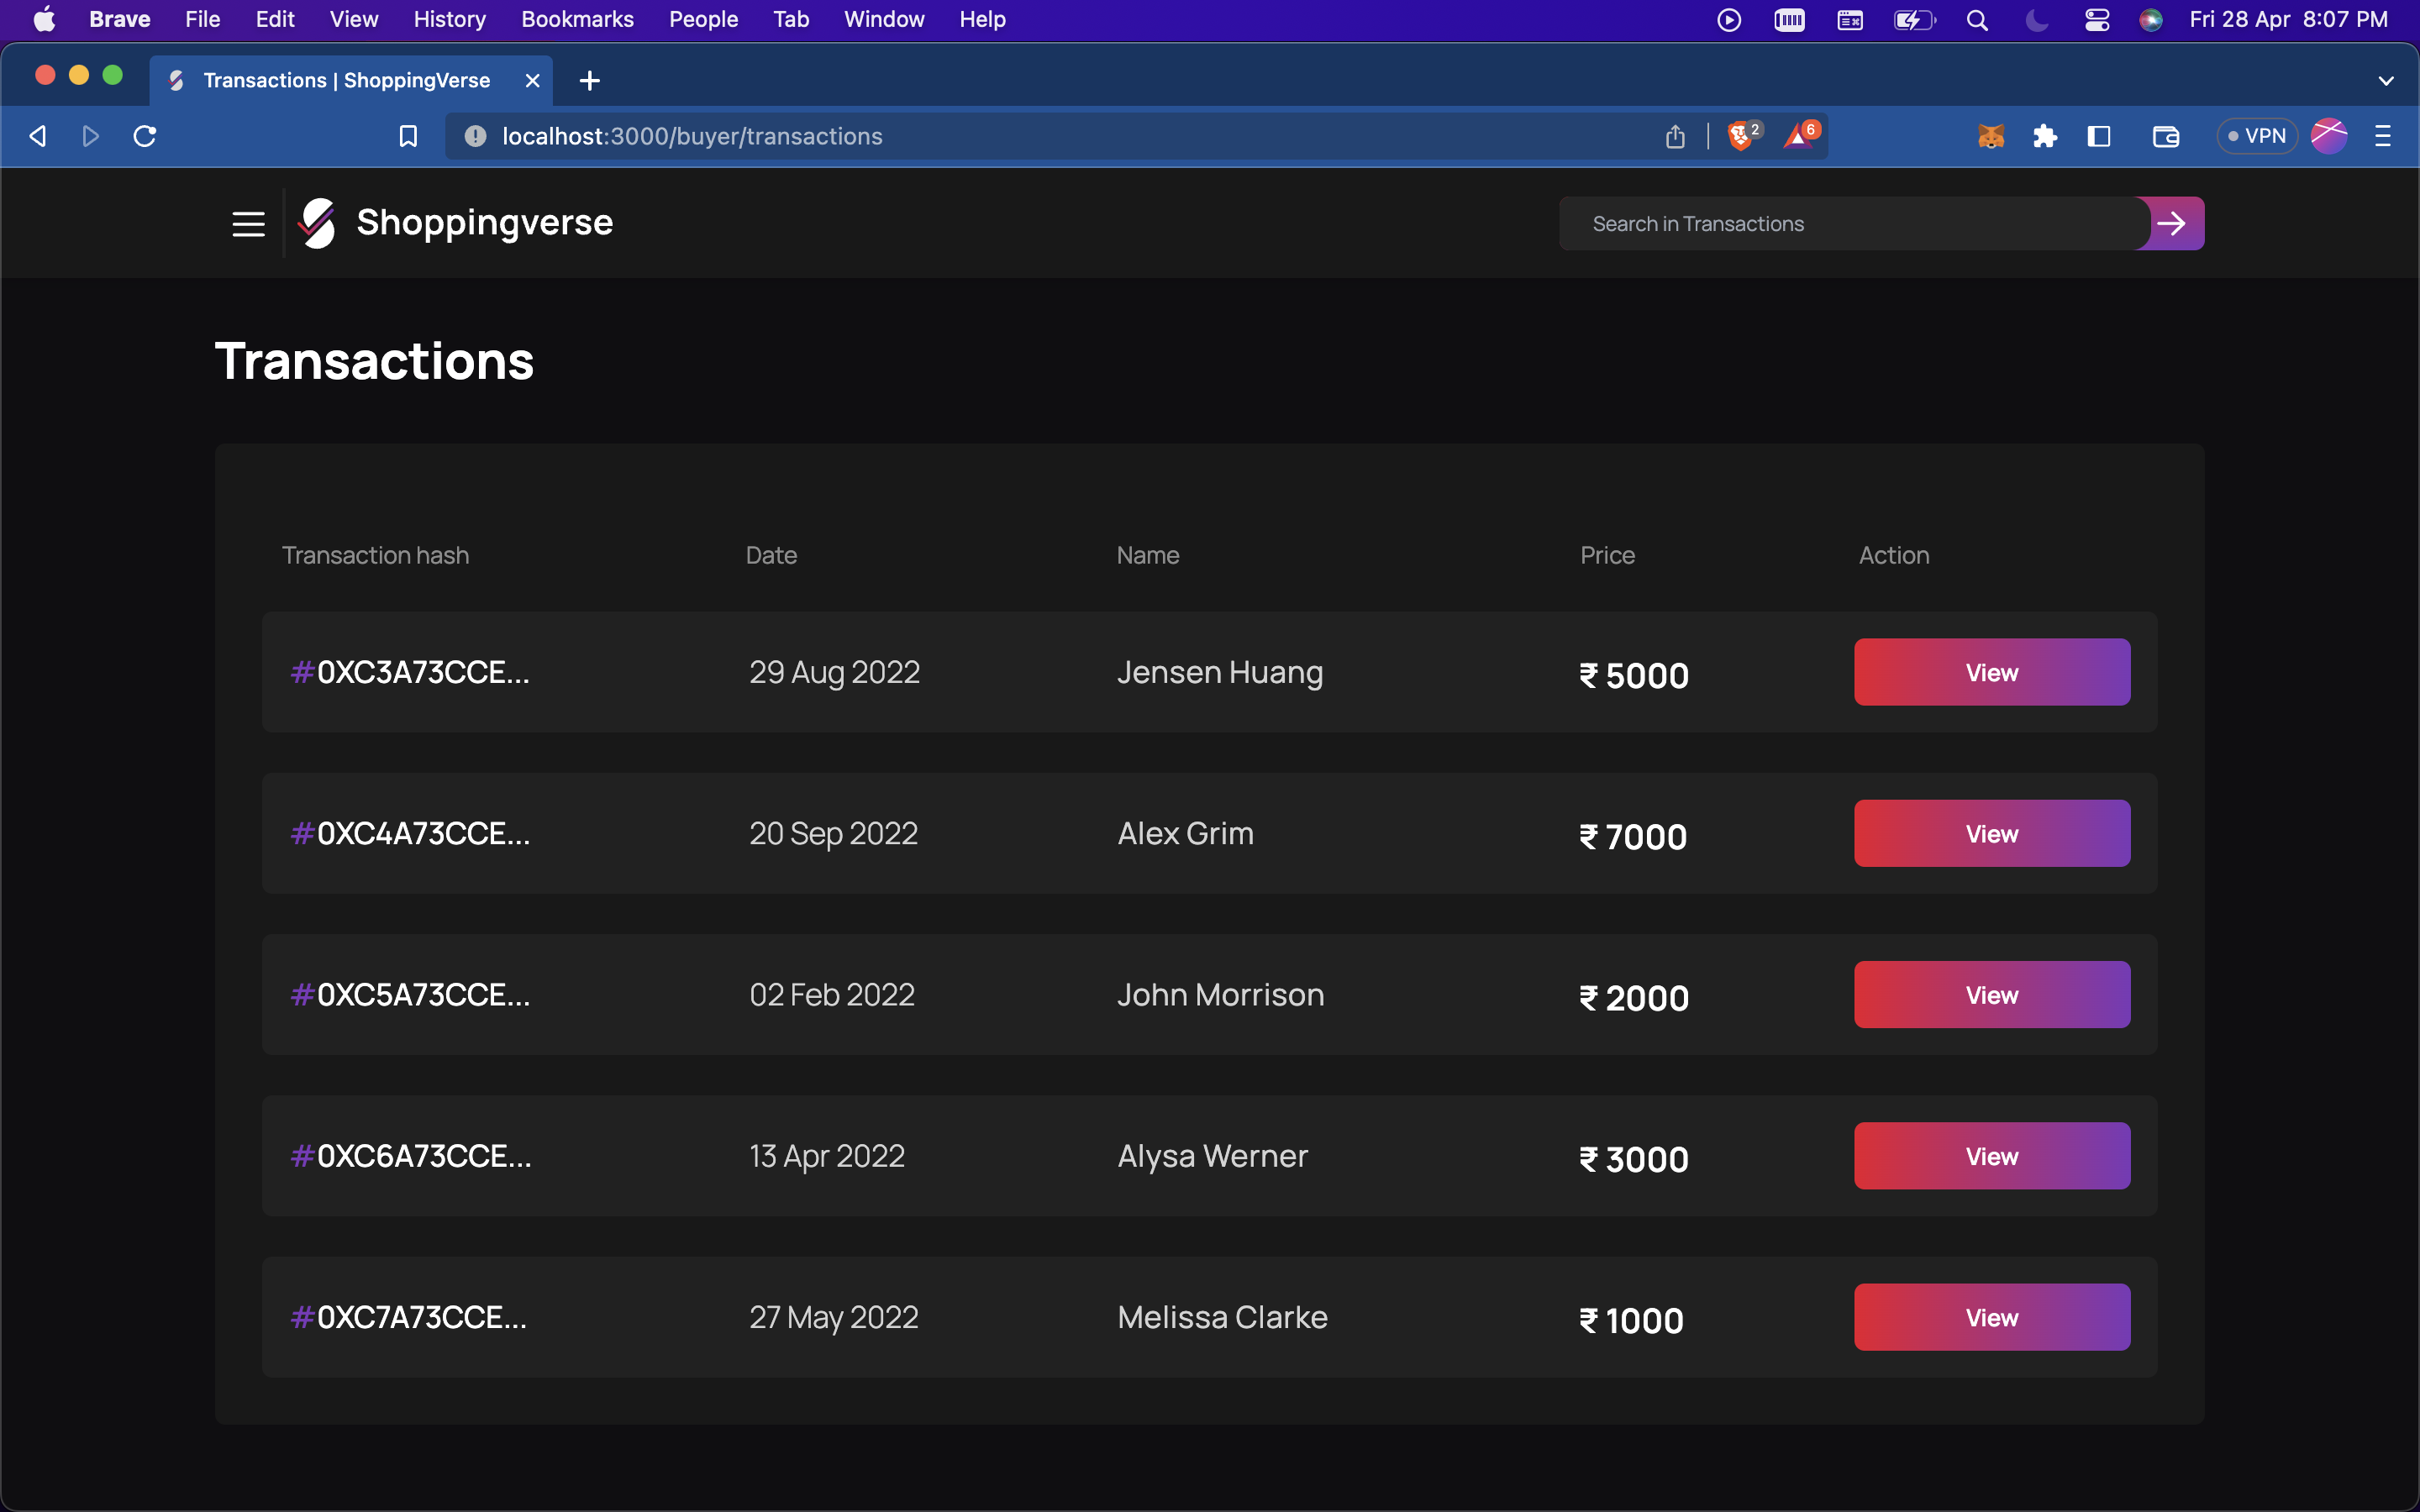 Brave File Edit View History Bookmarks People Tab Window Help Fri 28 Apr 8:07 PM
Transactions | ShoppingVerse
localhost:3000/buyer/transactions 2 6 VPN
Shoppingverse Search in Transactions
Transactions
Transaction hash Date Name Price Action
#0XC3A73CCE... 29 Aug 2022 Jensen Huang ₹ 5000 View
#0XC4A73CCE... 20 Sep 2022 Alex Grim ₹ 7000 View
#0XC5A73CCE... 02 Feb 2022 John Morrison ₹ 2000 View
#0XC6A73CCE... 13 Apr 2022 Alysa Werner ₹ 3000 View
#0XC7A73CCE... 27 May 2022 Melissa Clarke ₹ 1000 View